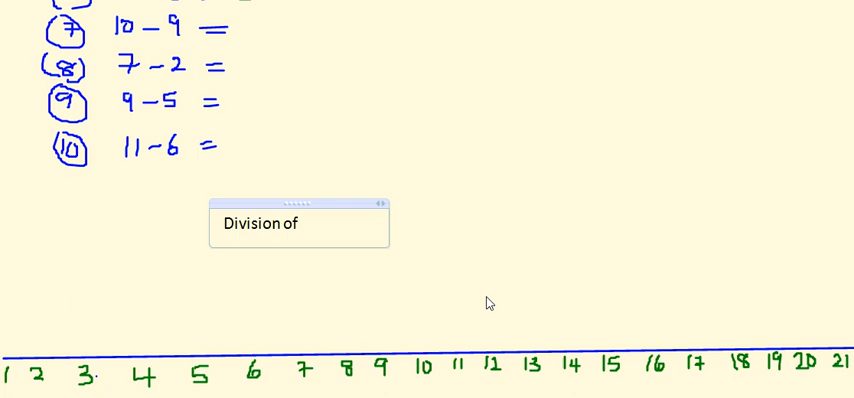 7 10 - 9 =
8 7 - 2 =
9 9 - 5 =
10 11 - 6 =
Division of
1 2 3. 4 5 6 7 8 9 10 11 12 13 14 15 16 17 18 19 20 21